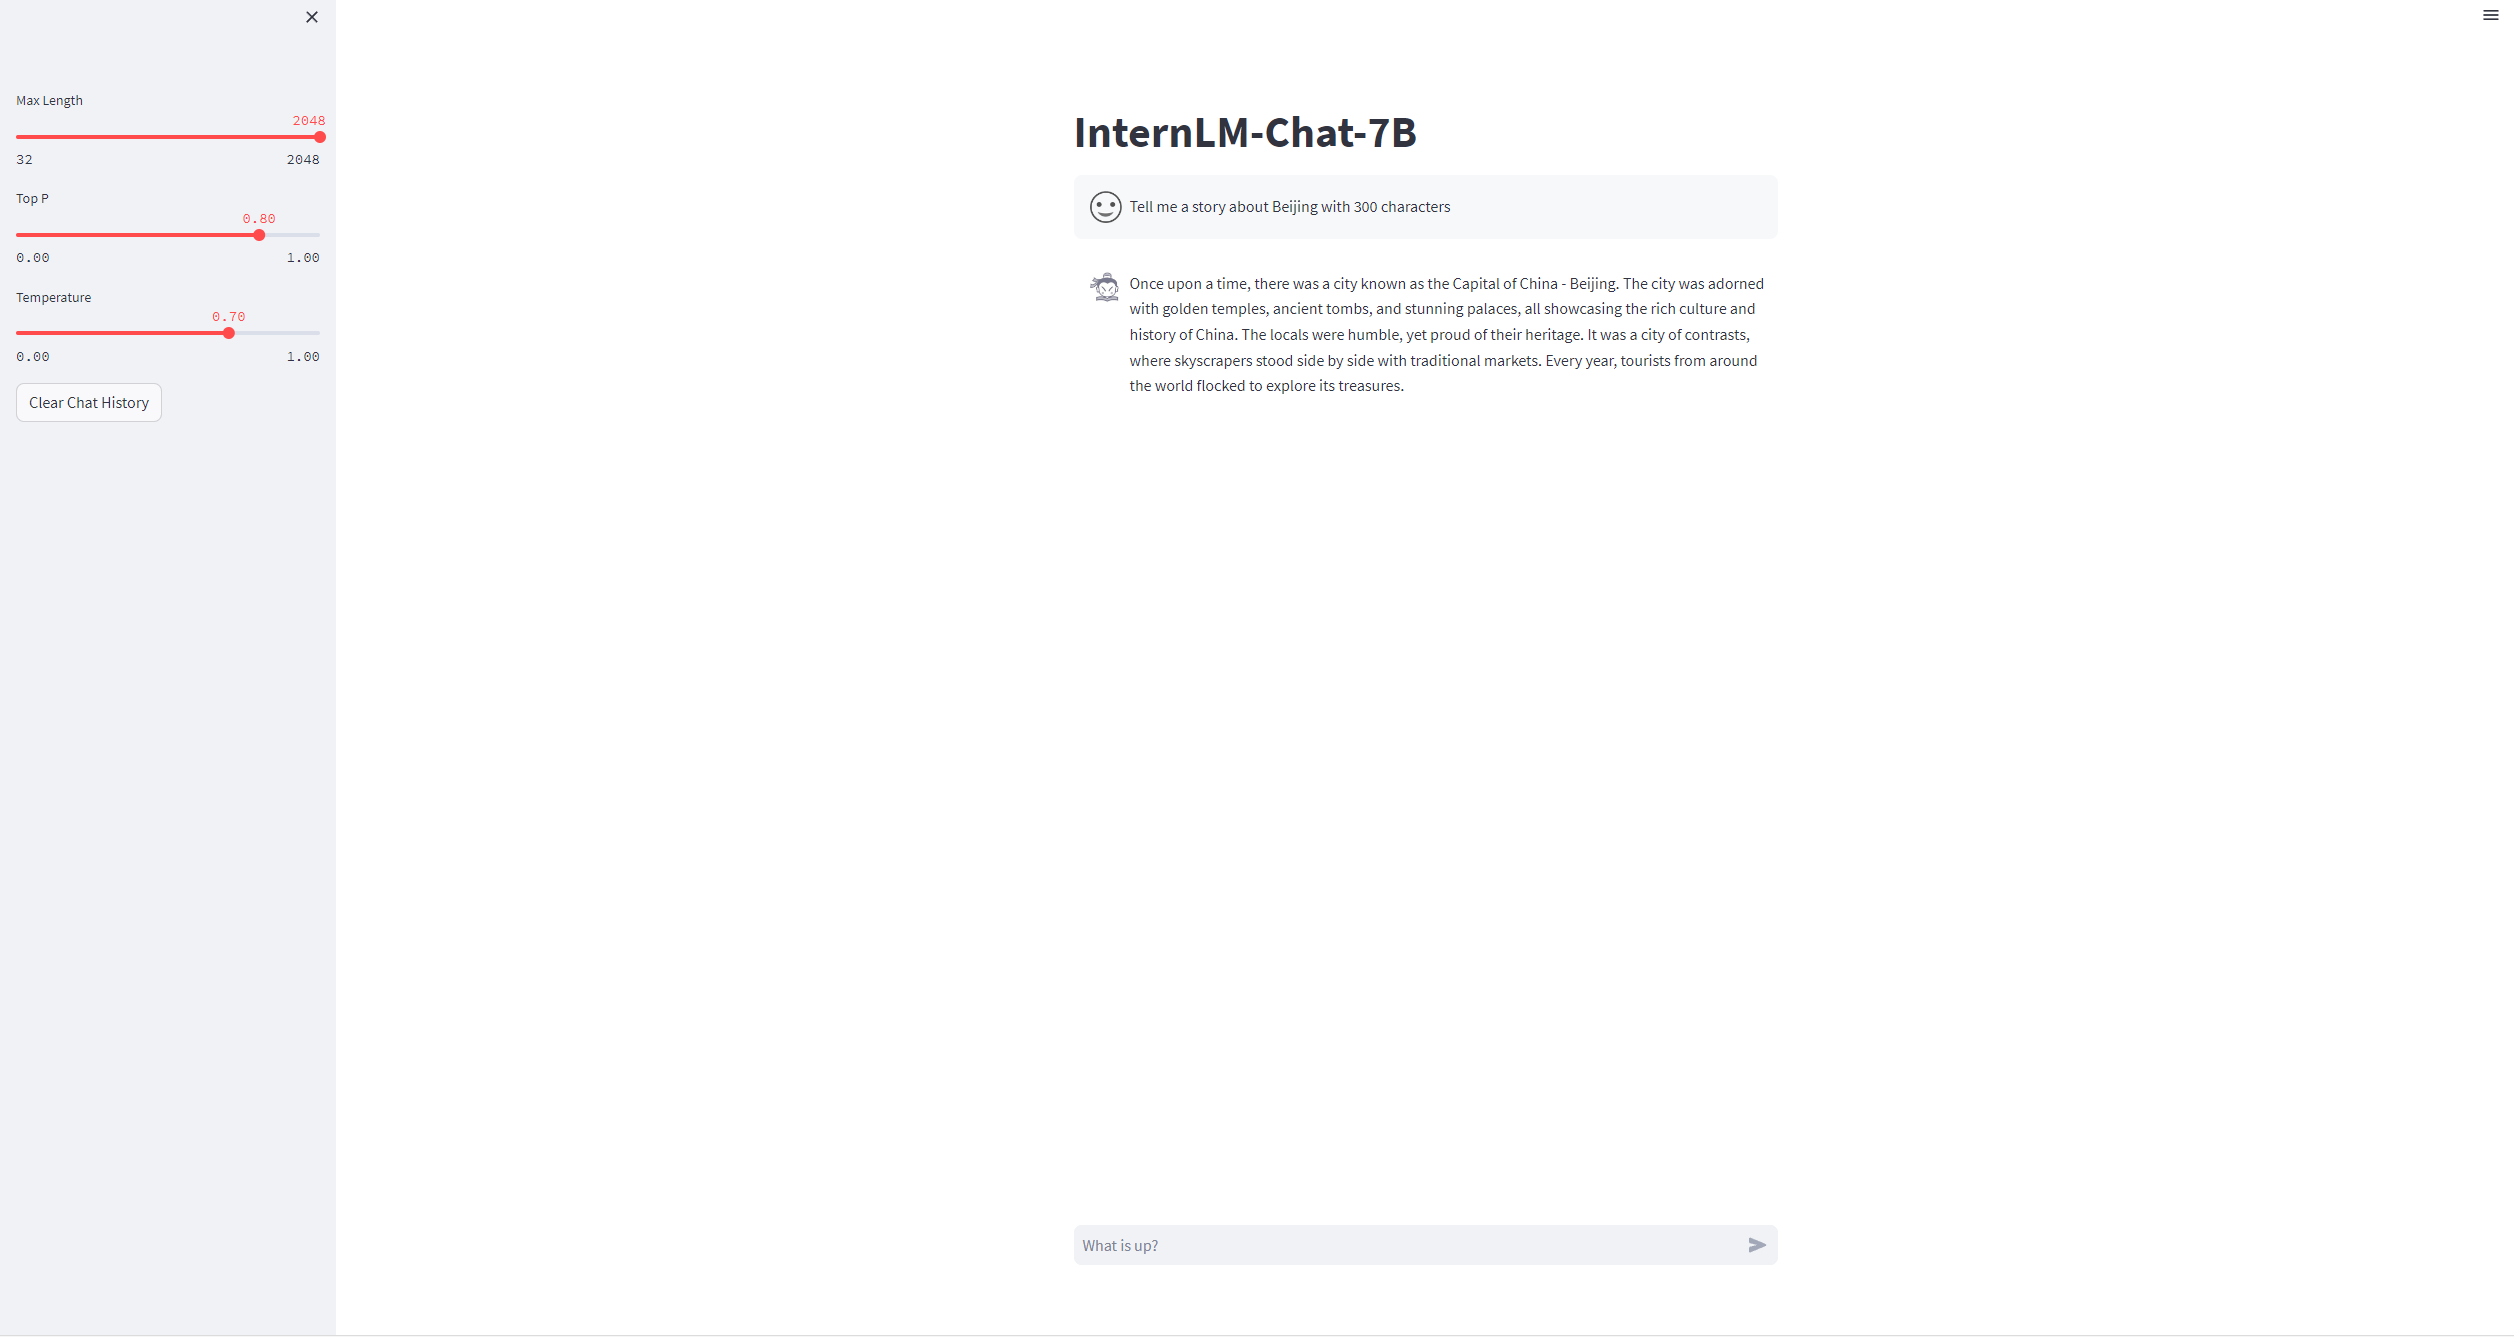 Max Length
2048
32 2048
Top P
0.80
0.00 1.00
Temperature
0.70
0.00 1.00
Clear Chat History
InternLM-Chat-7B
Tell me a story about Beijing with 300 characters
Once upon a time, there was a city known as the Capital of China - Beijing. The city was adorned
with golden temples, ancient tombs, and stunning palaces, all showcasing the rich culture and
history of China. The locals were humble, yet proud of their heritage. It was a city of contrasts,
where skyscrapers stood side by side with traditional markets. Every year, tourists from around
the world flocked to explore its treasures.
What is up?